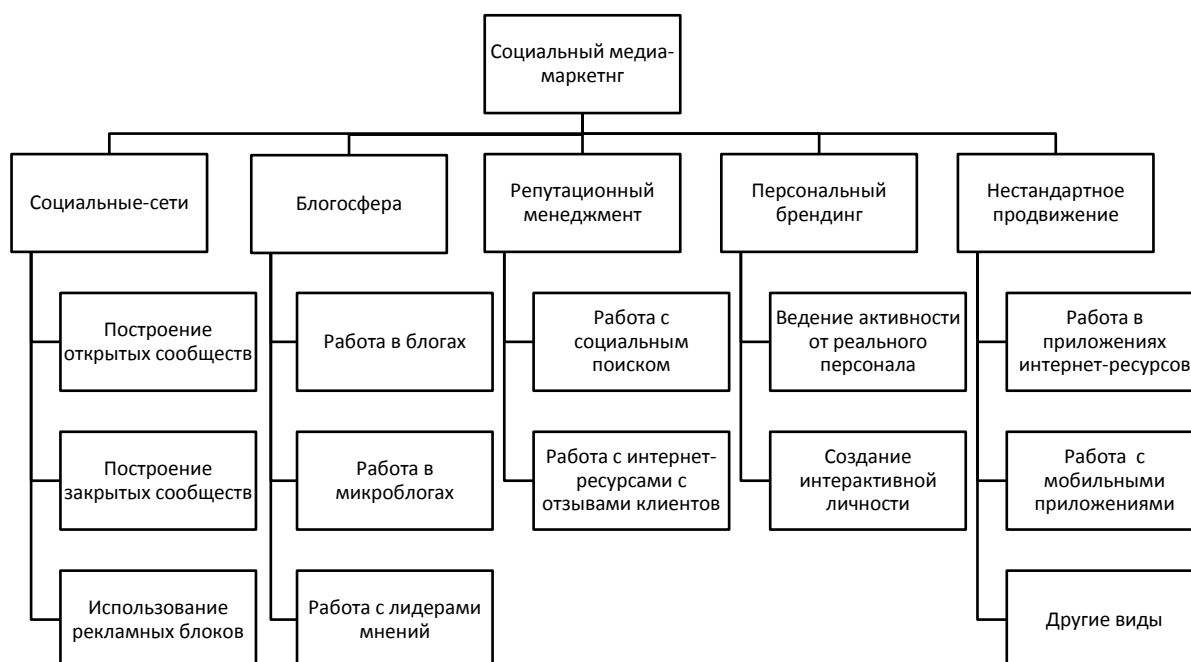 Социальный медиа-
маркетнг
Социальные-сети
Блогосфера
Репутационный
менеджмент
Персональный
брендинг
Нестандартное
продвижение
Построение
открытых сообществ
Работа в блогах
Работа с
социальным
поиском
Ведение активности
от реального
персонала
Работа в
приложениях
интернет-ресурсов
Построение
закрытых сообществ
Работа в
микроблогах
Работа с интернет-
ресурсами с
отзывами клиентов
Создание
интерактивной
личности
Работа с
мобильными
приложениями
Использование
рекламных блоков
Работа с лидерами
мнений
Другие виды